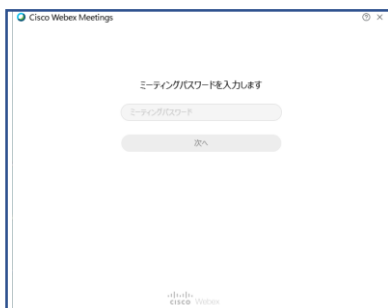 Cisco Webex Meetings
ミーティングパスワードを入力します
ミーティングパスワード
次へ
CISCO Webex